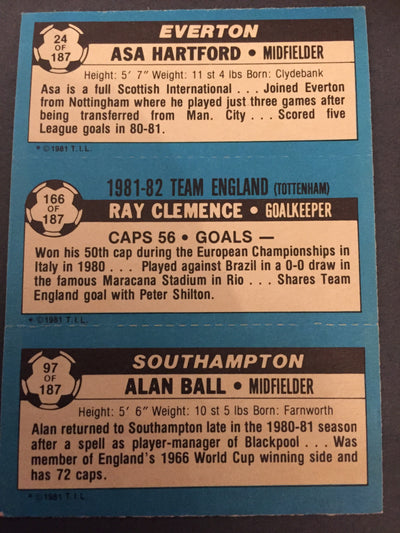 24
OF
187
EVERTON
ASA HARTFORD • MIDFIELDER
Height: 5' 7" Weight: 11 st 4 lbs Born: Clydebank
Asa is a full Scottish International . . . Joined Everton
from Nottingham where he played just three games after
being transferred from Man. City . . . Scored five
League goals in 80-81.
* © 1981 T.I.L.
166
OF
187
1981-82 TEAM ENGLAND (TOTTENHAM)
RAY CLEMENCE • GOALKEEPER
CAPS 56 • GOALS —
Won his 50th cap during the European Championships in
Italy in 1980 . . . Played against Brazil in a 0-0 draw in
the famous Maracana Stadium in Rio . . . Shares Team
England goal with Peter Shilton.
* © 1981 T.I.L.
97
OF
187
SOUTHAMPTON
ALAN BALL • MIDFIELDER
Height: 5' 6" Weight: 10 st 5 lbs Born: Farnworth
Alan returned to Southampton late in the 1980-81 season
after a spell as player-manager of Blackpool . . . Was
member of England's 1966 World Cup winning side and
has 72 caps.
* © 1981 T.I.L.